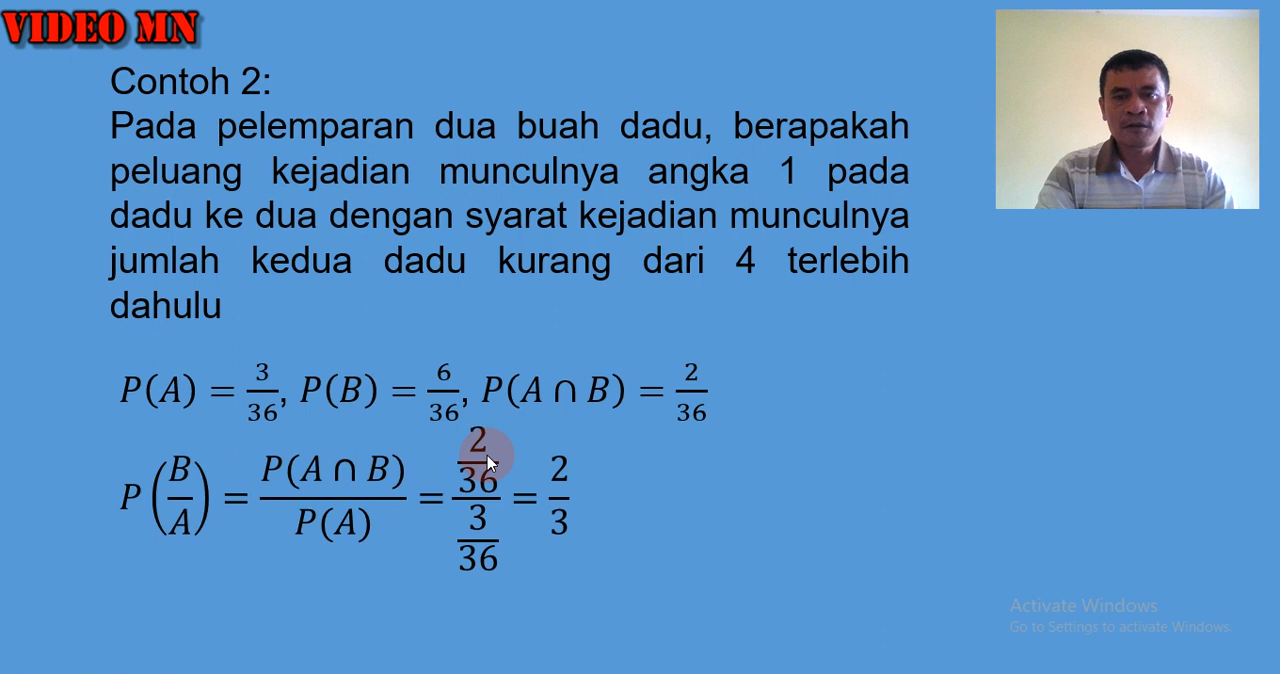 VIDEO MN
Contoh 2:
Pada pelemparan dua buah dadu, berapakah
peluang kejadian munculnya angka 1 pada
dadu ke dua dengan syarat kejadian munculnya
jumlah kedua dadu kurang dari 4 terlebih
dahulu
P(A) = 3/36, P(B) = 6/36, P(A ∩ B) = 2/36
P(B/A) = P(A ∩ B)/P(A) = (2/36)/(3/36) = 2/3
Activate Windows
Go to Settings to activate Windows.